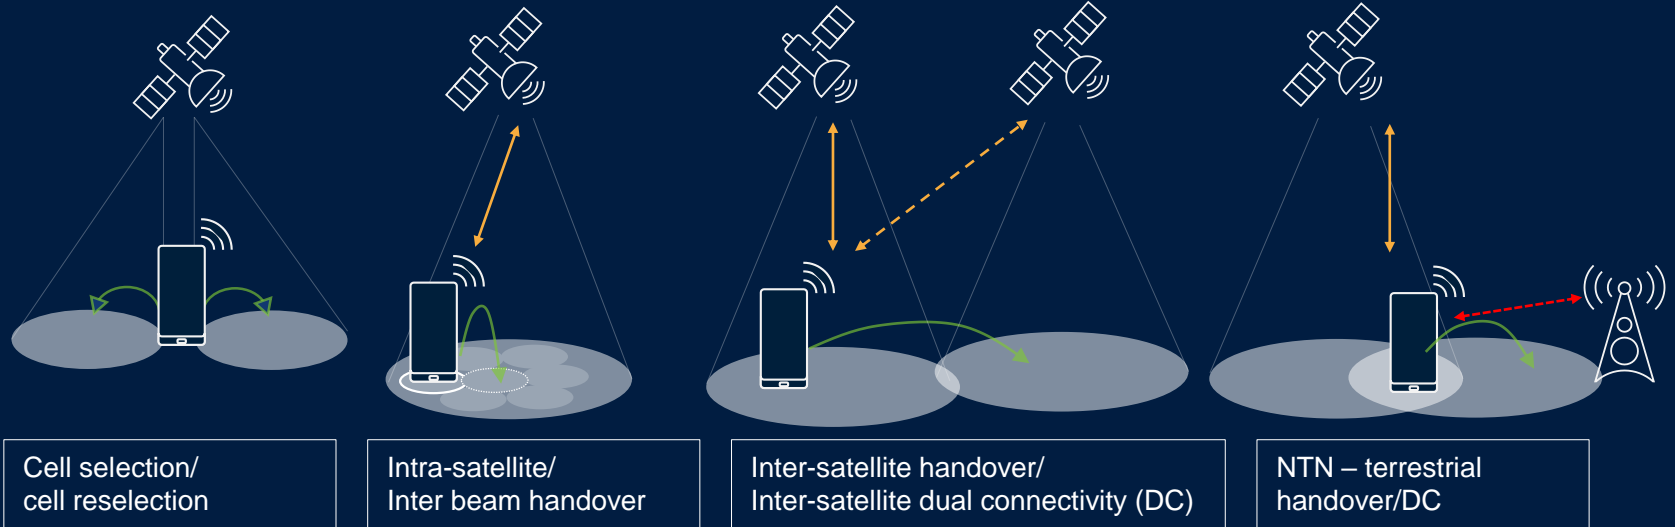 Cell selection/
cell reselection
Intra-satellite/
Inter beam handover
Inter-satellite handover/
Inter-satellite dual connectivity (DC)
NTN – terrestrial
handover/DC